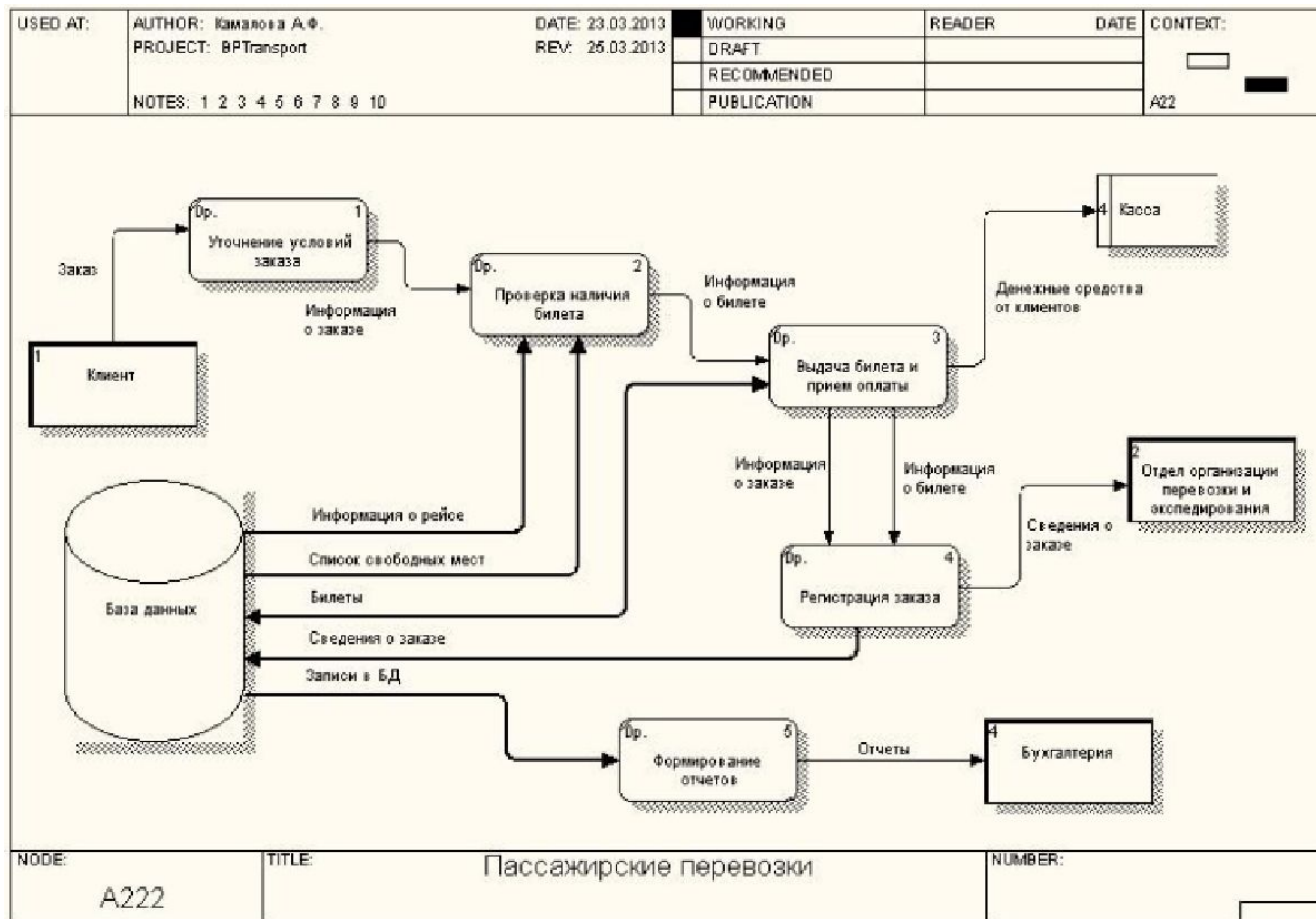 USED AT:
AUTHOR: Камалова А.Ф.
DATE: 23.03.2013
PROJECT: BPTransport
REV: 25.03.2013
NOTES: 1 2 3 4 5 6 7 8 9 10
WORKING
DRAFT
RECOMMENDED
PUBLICATION
READER
DATE
CONTEXT:
A22
0р.
1
Уточнение условий
заказа
Заказ
1
Клиент
Информация
о заказе
0р.
2
Проверка наличия
билета
Информация
о билете
4
Касса
Денежные средства
от клиентов
0р.
3
Выдача билета и
прием оплаты
Информация
о заказе
Информация
о билете
2
Отдел организации
перевозки и
экспедирования
Сведения о
заказе
0р.
4
Регистрация заказа
База данных
Информация о рейсе
Список свободных мест
Билеты
Сведения о заказе
Записи в БД
0р.
5
Формирование
отчетов
Отчеты
4
Бухгалтерия
NODE:
A222
TITLE:
Пассажирские перевозки
NUMBER: